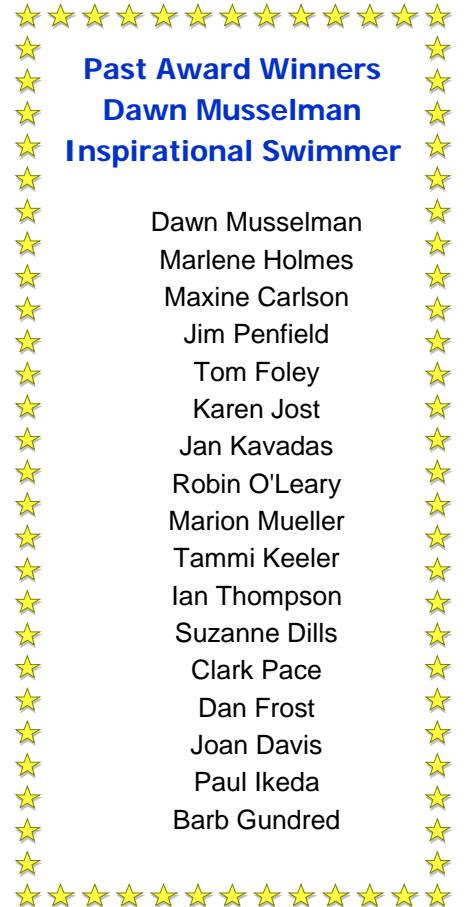 Past Award Winners
Dawn Musselman
Inspirational Swimmer
Dawn Musselman
Marlene Holmes
Maxine Carlson
Jim Penfield
Tom Foley
Karen Jost
Jan Kavadas
Robin O'Leary
Marion Mueller
Tammi Keeler
Ian Thompson
Suzanne Dills
Clark Pace
Dan Frost
Joan Davis
Paul Ikeda
Barb Gundred